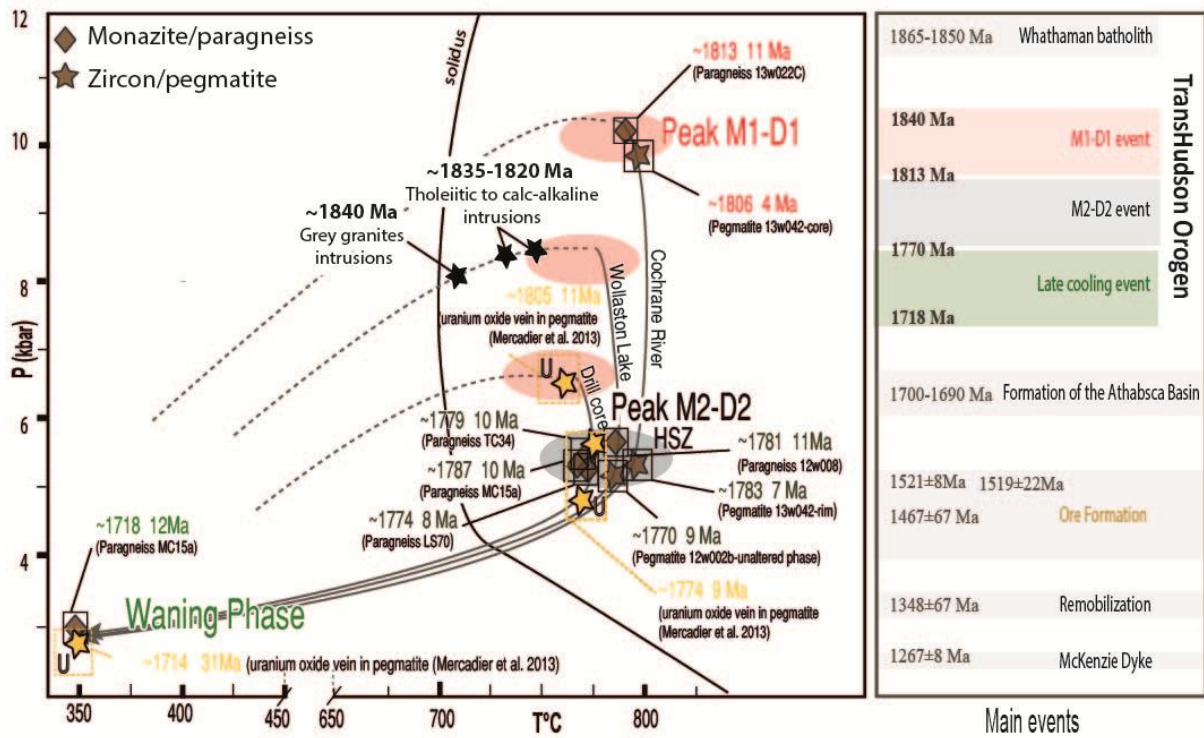 12
10
8
6
4
P (kbar)
Monazite/paragneiss
Zircon/pegmatite
solidus
~1813 11 Ma
(Paragneiss 13w022C)
Peak M1-D1
~1835-1820 Ma
Tholeiitic to calc-alkaline
intrusions
~1840 Ma
Grey granites
intrusions
~1806 4 Ma
(Pegmatite 13w042-core)
~1805 11Ma
(uranium oxide vein in pegmatite
(Mercadier et al. 2013)
U
Drill core
Wollaston Lake
Cochrane River
Peak M2-D2
HSZ
~1779 10 Ma
(Paragneiss TC34)
~1781 11Ma
(Paragneiss 12w008)
~1787 10 Ma
(Paragneiss MC15a)
~1783 7 Ma
(Pegmatite 13w042-rim)
U
~1774 8 Ma
(Paragneiss LS70)
~1770 9 Ma
(Pegmatite 12w002b-unaltered phase)
~1718 12Ma
(Paragneiss MC15a)
~1774 9 Ma
(uranium oxide vein in pegmatite
(Mercadier et al. 2013)
Waning Phase
U
~1714 31Ma (uranium oxide vein in pegmatite (Mercadier et al. 2013)
350 400 450 650 700 T°C 800
1865-1850 Ma Whathaman batholith
1840 Ma
M1-D1 event
1813 Ma
M2-D2 event
1770 Ma
Late cooling event
1718 Ma
TransHudson Orogen
1700-1690 Ma Formation of the Athabsca Basin
1521±8Ma 1519±22Ma
1467±67 Ma Ore Formation
1348±67 Ma Remobilization
1267±8 Ma McKenzie Dyke
Main events